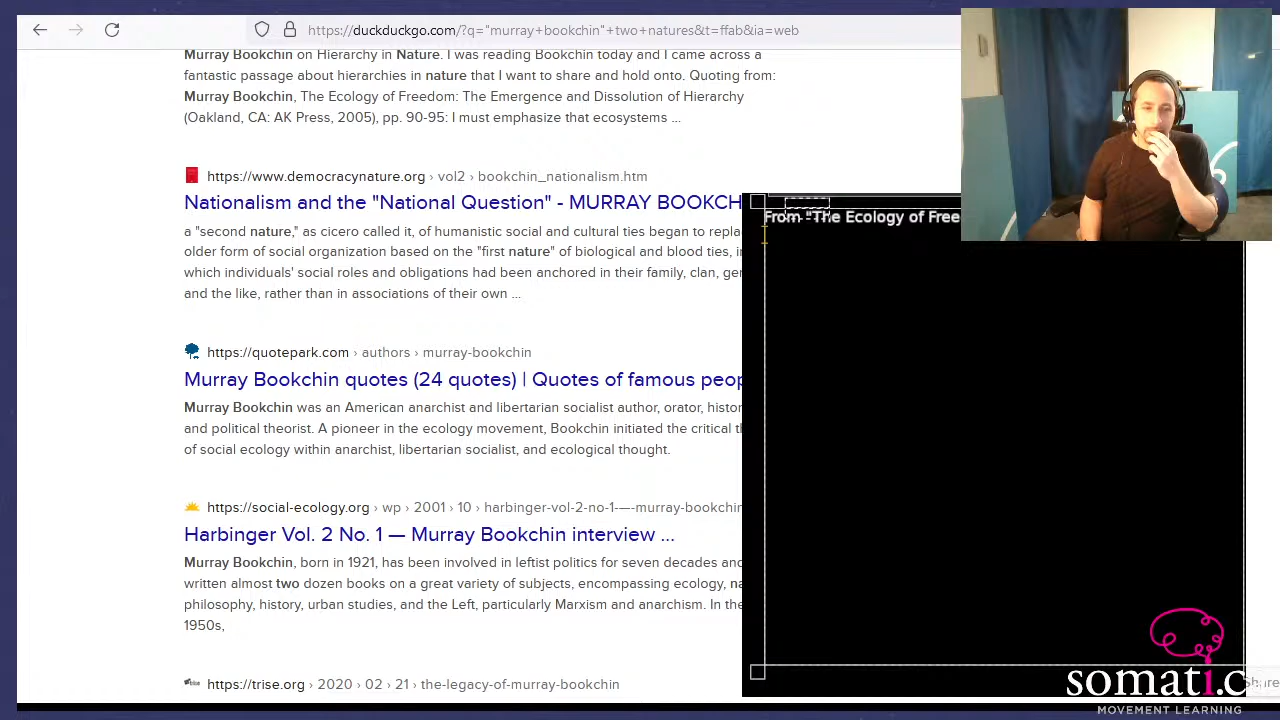 https://duckduckgo.com/?q="murray+bookchin"+two+natures&t=ffab&ia=web
Murray Bookchin on Hierarchy in Nature. I was reading Bookchin today and I came across a
fantastic passage about hierarchies in nature that I want to share and hold onto. Quoting from:
Murray Bookchin, The Ecology of Freedom: The Emergence and Dissolution of Hierarchy
(Oakland, CA: AK Press, 2005), pp. 90-95: I must emphasize that ecosystems ...
https://www.democracynature.org › vol2 › bookchin_nationalism.htm
Nationalism and the "National Question" - MURRAY BOOKCH
a "second nature," as cicero called it, of humanistic social and cultural ties began to repla
older form of social organization based on the "first nature" of biological and blood ties, in
which individuals' social roles and obligations had been anchored in their family, clan, ge
and the like, rather than in associations of their own ...
https://quotepark.com › authors › murray-bookchin
Murray Bookchin quotes (24 quotes) | Quotes of famous peop
Murray Bookchin was an American anarchist and libertarian socialist author, orator, histor
and political theorist. A pioneer in the ecology movement, Bookchin initiated the critical th
of social ecology within anarchist, libertarian socialist, and ecological thought.
https://social-ecology.org › wp › 2001 › 10 › harbinger-vol-2-no-1-—-murray-bookchin
Harbinger Vol. 2 No. 1 — Murray Bookchin interview ...
Murray Bookchin, born in 1921, has been involved in leftist politics for seven decades and
written almost two dozen books on a great variety of subjects, encompassing ecology, na
philosophy, history, urban studies, and the Left, particularly Marxism and anarchism. In the
1950s,
https://trise.org › 2020 › 02 › 21 › the-legacy-of-murray-bookchin
From "The Ecology of Free
somati.c
Share
MOVEMENT LEARNING